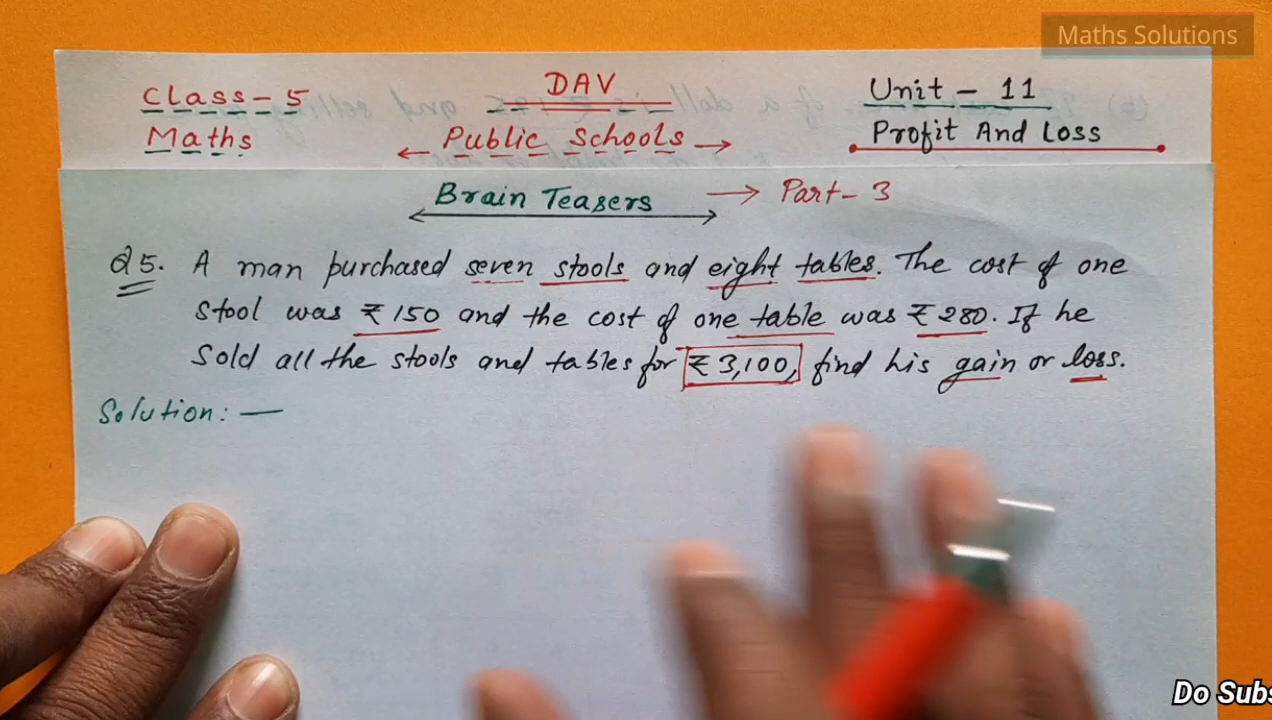 Maths Solutions
Class-5 DAV Unit - 11
Maths Public Schools Profit And Loss
Brain Teasers → Part-3
Q5. A man purchased seven stools and eight tables. The cost of one
stool was ₹150 and the cost of one table was ₹280. If he
sold all the stools and tables for ₹3,100, find his gain or loss.
Solution:—
Do Subs